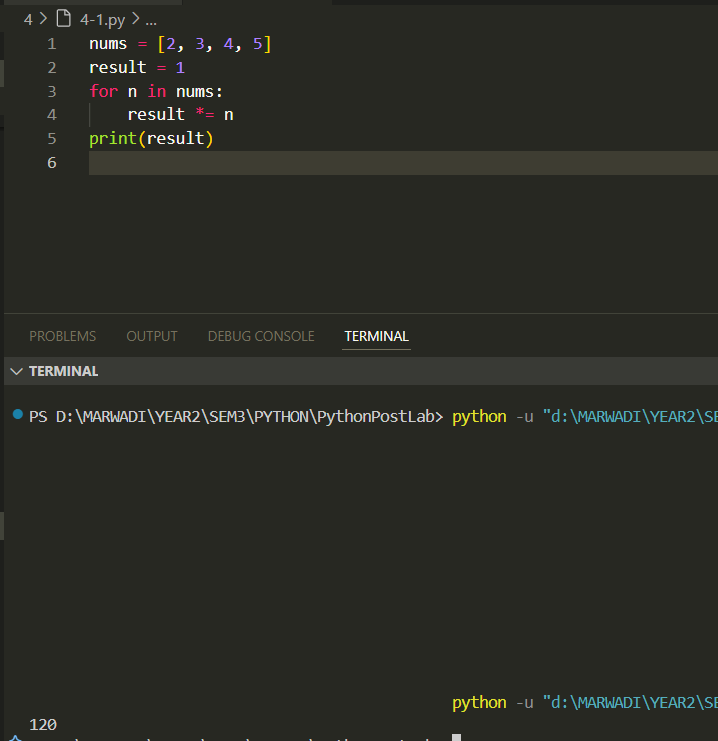 4 > 4-1.py > ...
1 nums = [2, 3, 4, 5]
2 result = 1
3 for n in nums:
4     result *= n
5 print(result)
6
PROBLEMS OUTPUT DEBUG CONSOLE TERMINAL
TERMINAL
PS D:\MARWADI\YEAR2\SEM3\PYTHON\PythonPostLab> python -u "d:\MARWADI\YEAR2\SE
python -u "d:\MARWADI\YEAR2\SE
120